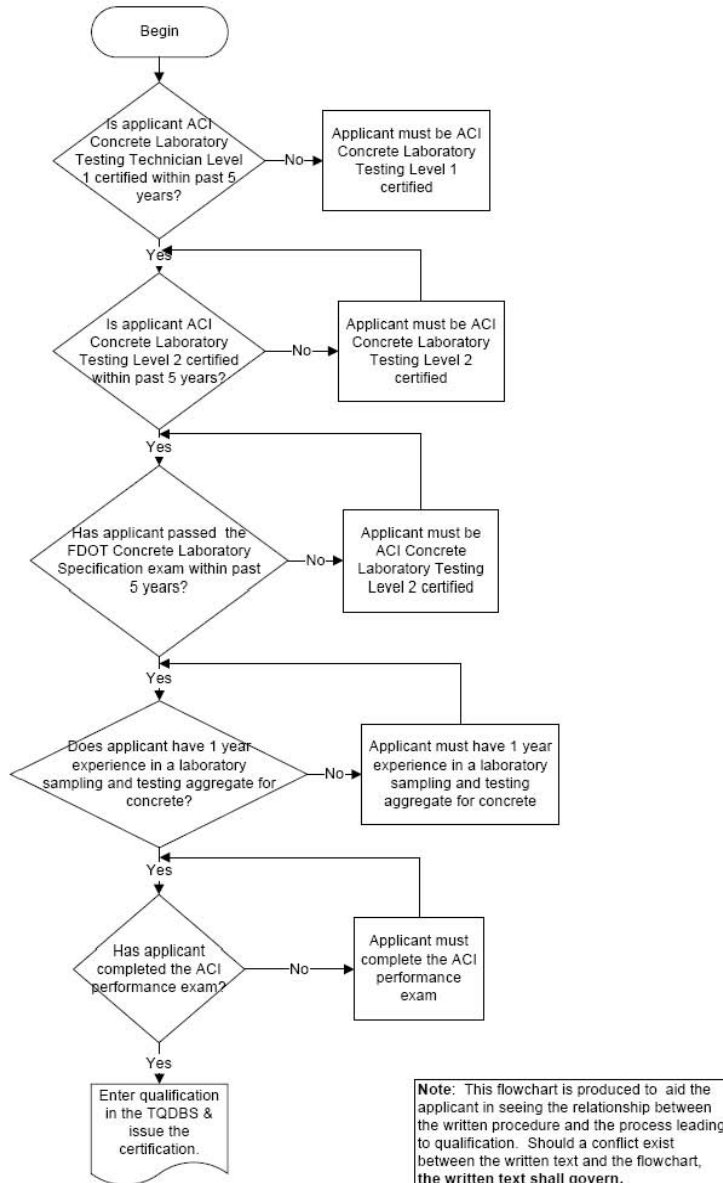 Begin
Is applicant ACI
Concrete Laboratory
Testing Technician Level
1 certified within past 5
years?
No
Applicant must be ACI
Concrete Laboratory
Testing Level 1
certified
Yes
Is applicant ACI
Concrete Laboratory
Testing Level 2 certified
within past 5 years?
No
Applicant must be ACI
Concrete Laboratory
Testing Level 2
certified
Yes
Has applicant passed the
FDOT Concrete Laboratory
Specification exam within past
5 years?
No
Applicant must be
ACI Concrete
Laboratory Testing
Level 2 certified
Yes
Does applicant have 1 year
experience in a laboratory
sampling and testing aggregate for
concrete?
No
Applicant must have 1 year
experience in a laboratory
sampling and testing
aggregate for concrete
Yes
Has applicant
completed the ACI
performance exam?
No
Applicant must
complete the ACI
performance
exam
Yes
Enter qualification
in the TQDBS &
issue the
certification.
Note: This flowchart is produced to aid the
applicant in seeing the relationship between
the written procedure and the process leading
to qualification. Should a conflict exist
between the written text and the flowchart,
the written text shall govern.